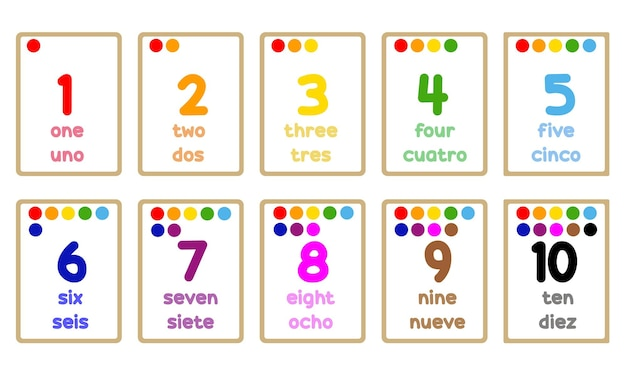 1
one
uno
2
two
dos
3
three
tres
4
four
cuatro
5
five
cinco
6
six
seis
7
seven
siete
8
eight
ocho
9
nine
nueve
10
ten
diez